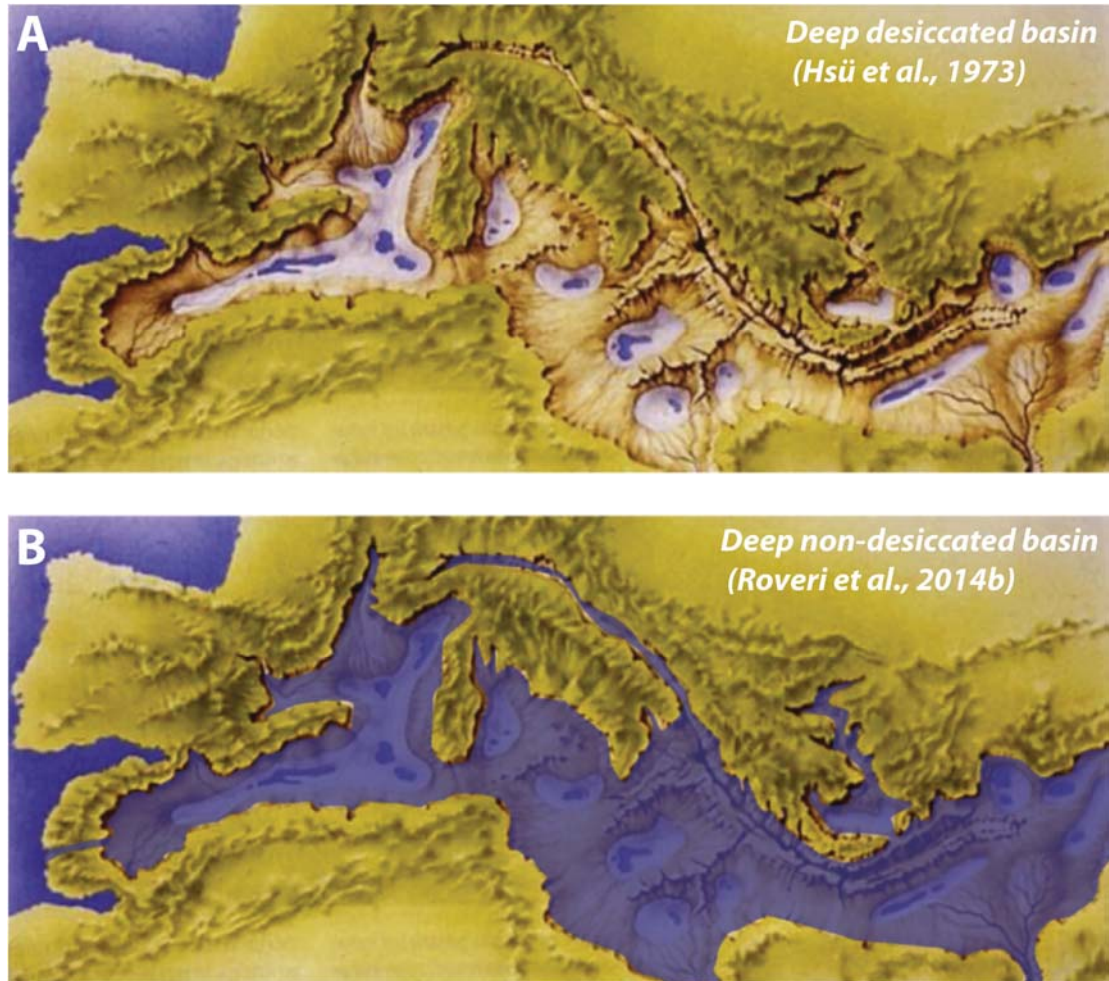 A
Deep desiccated basin
(Hsü et al., 1973)
B
Deep non-desiccated basin
(Roveri et al., 2014b)